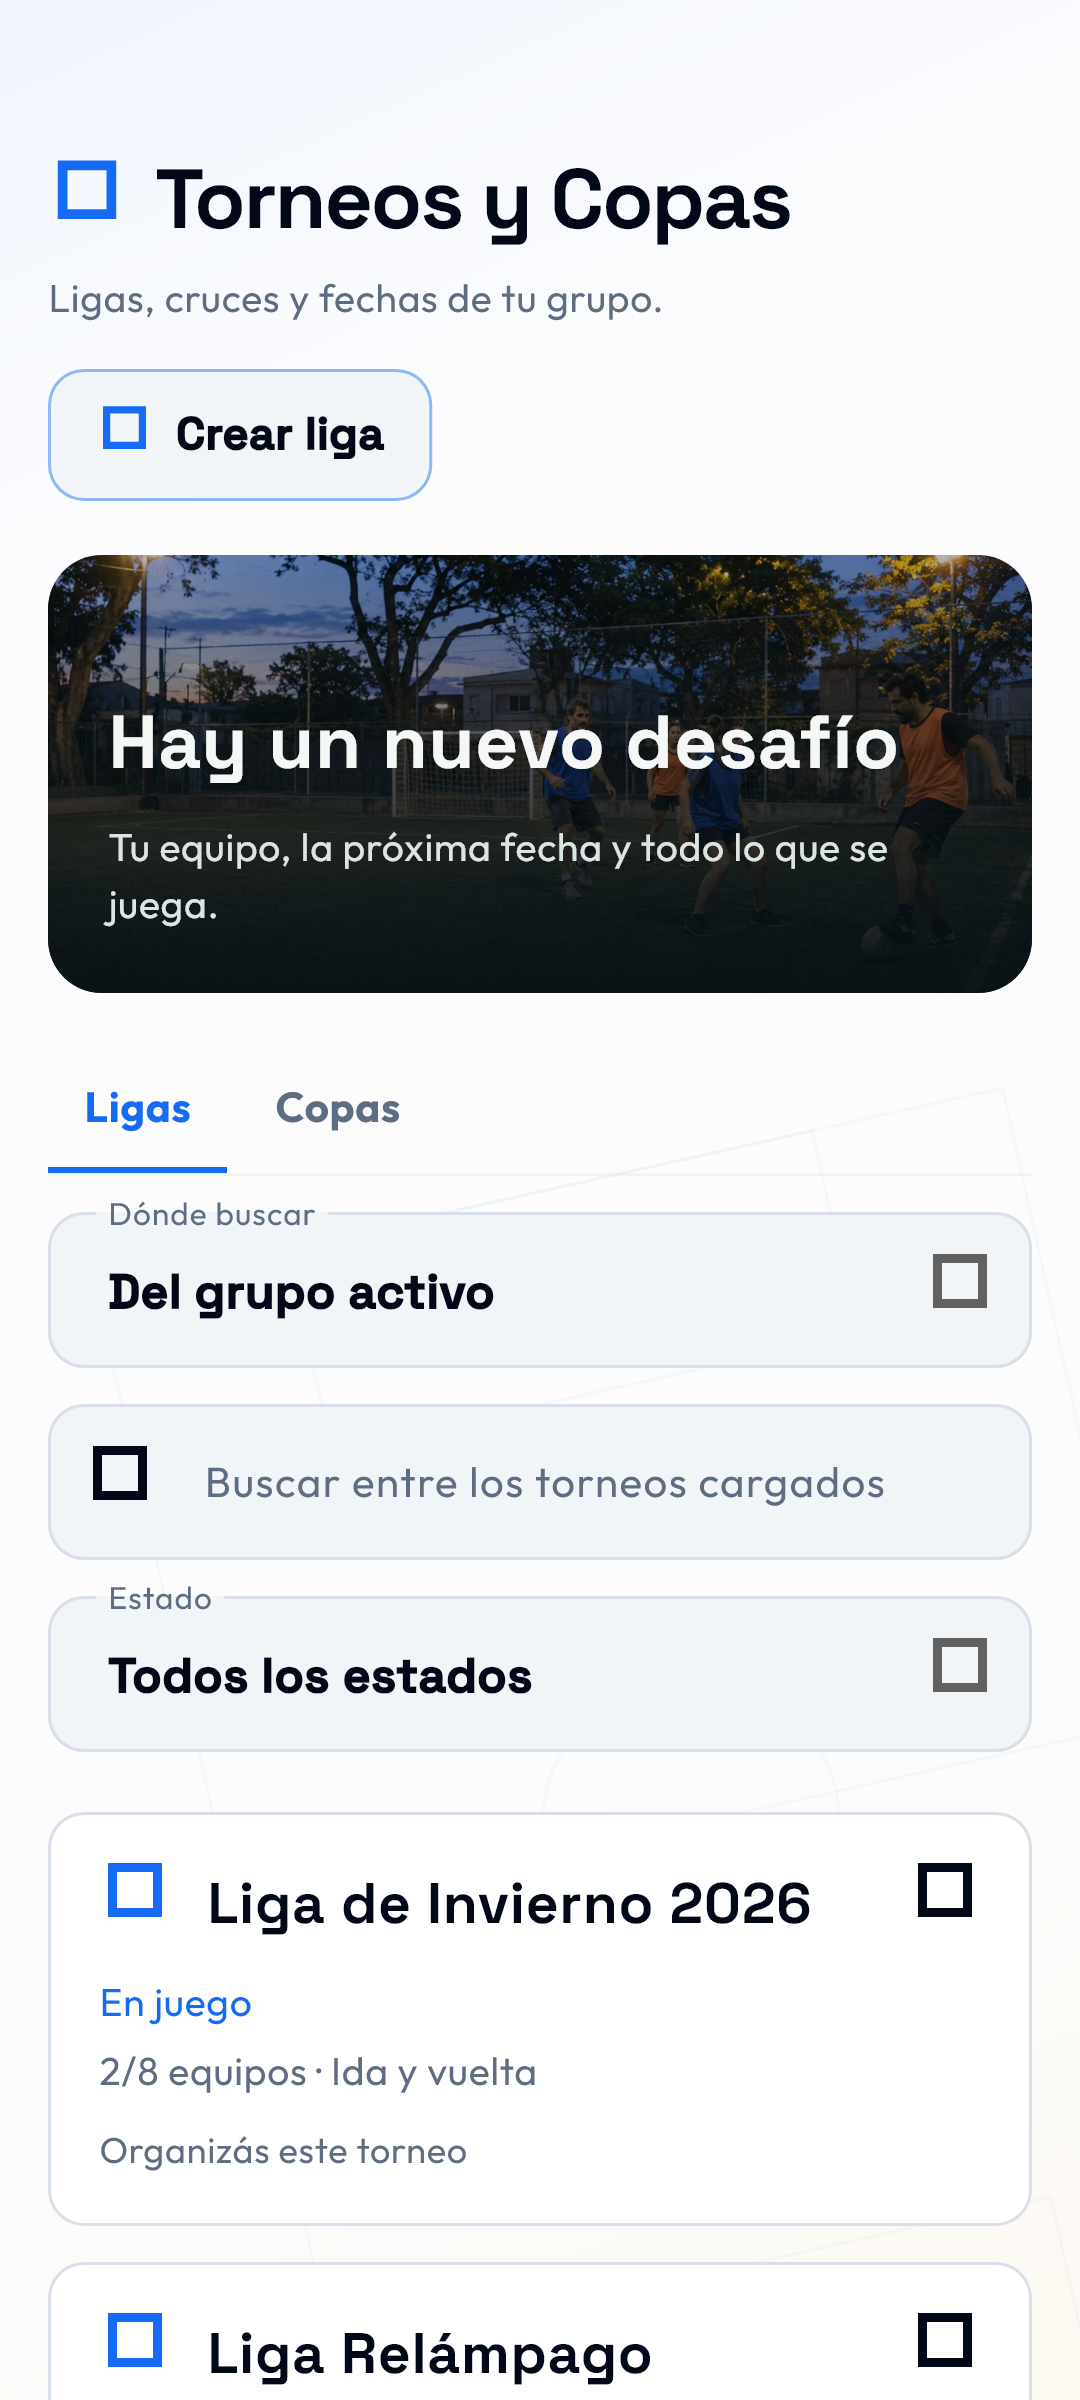 Torneos y Copas
Ligas, cruces y fechas de tu grupo.
Crear liga
Hay un nuevo desafío
Tu equipo, la próxima fecha y todo lo que se
juega.
Ligas Copas
Dónde buscar
Del grupo activo
Buscar entre los torneos cargados
Estado
Todos los estados
Liga de Invierno 2026
En juego
2/8 equipos · Ida y vuelta
Organizás este torneo
Liga Relámpago